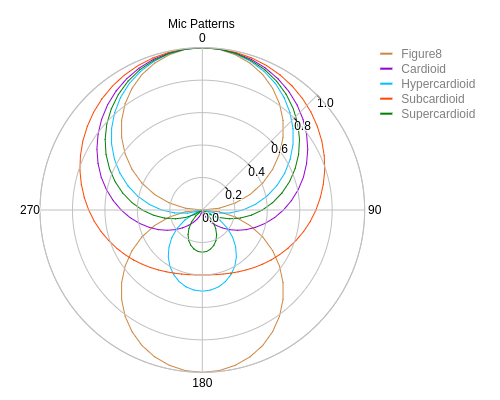 Mic Patterns
0
Figure8
Cardioid
Hypercardioid
Subcardioid
Supercardioid
1.0
0.8
0.6
0.4
0.2
0.0
270
90
180